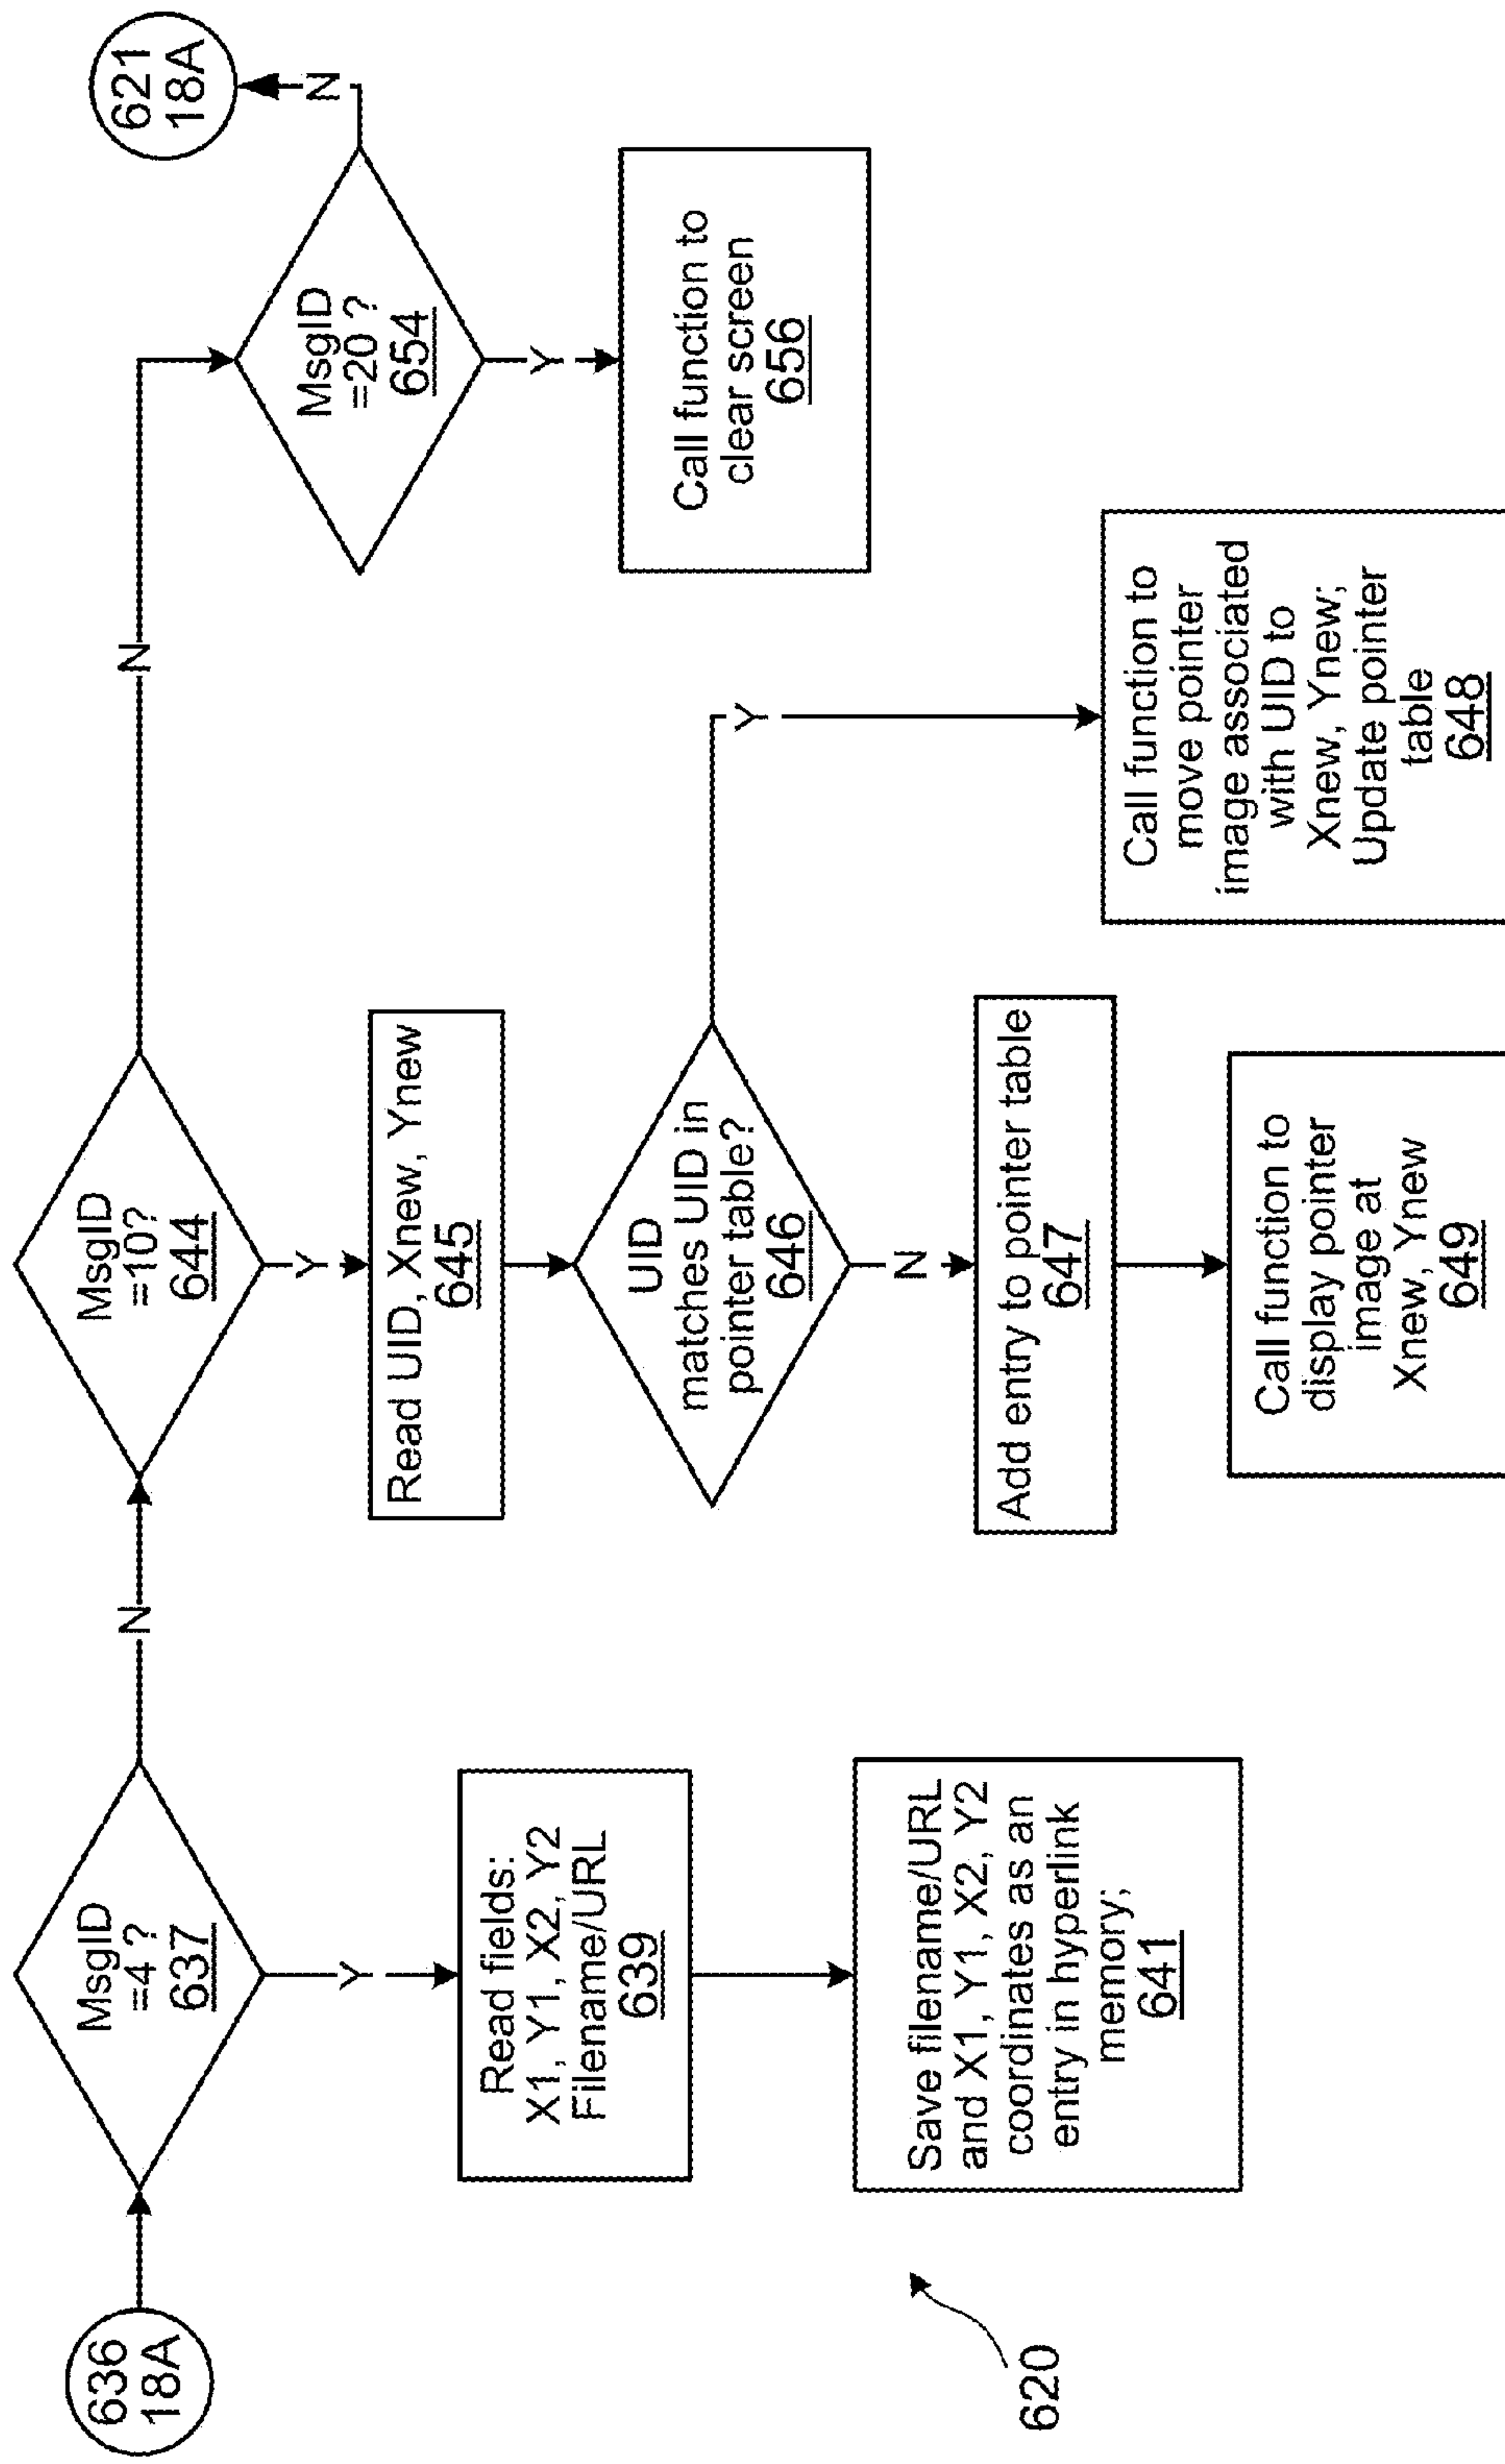 636
18A
MsgID
=4 ?
637
Y
N
Read fields:
X1, Y1, X2, Y2
Filename/URL
639
Save filename/URL
and X1, Y1, X2, Y2
coordinates as an
entry in hyperlink
memory;
641
MsgID
=10?
644
Y
N
Read UID, Xnew, Ynew
645
UID
matches UID in
pointer table?
646
N
Y
Add entry to pointer table
647
Call function to
display pointer
image at
Xnew, Ynew
649
Call function to
move pointer
image associated
with UID to
Xnew, Ynew;
Update pointer
table
648
MsgID
=20 ?
654
Y
N
Call function to
clear screen
656
621
18A
620